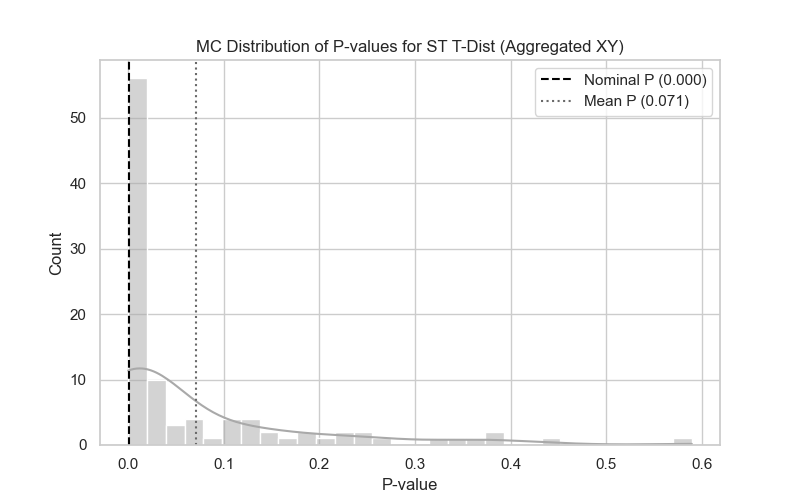 MC Distribution of P-values for ST T-Dist (Aggregated XY)
Nominal P (0.000)
Mean P (0.071)
Count
50
40
30
20
10
0
0.0 0.1 0.2 0.3 0.4 0.5 0.6
P-value